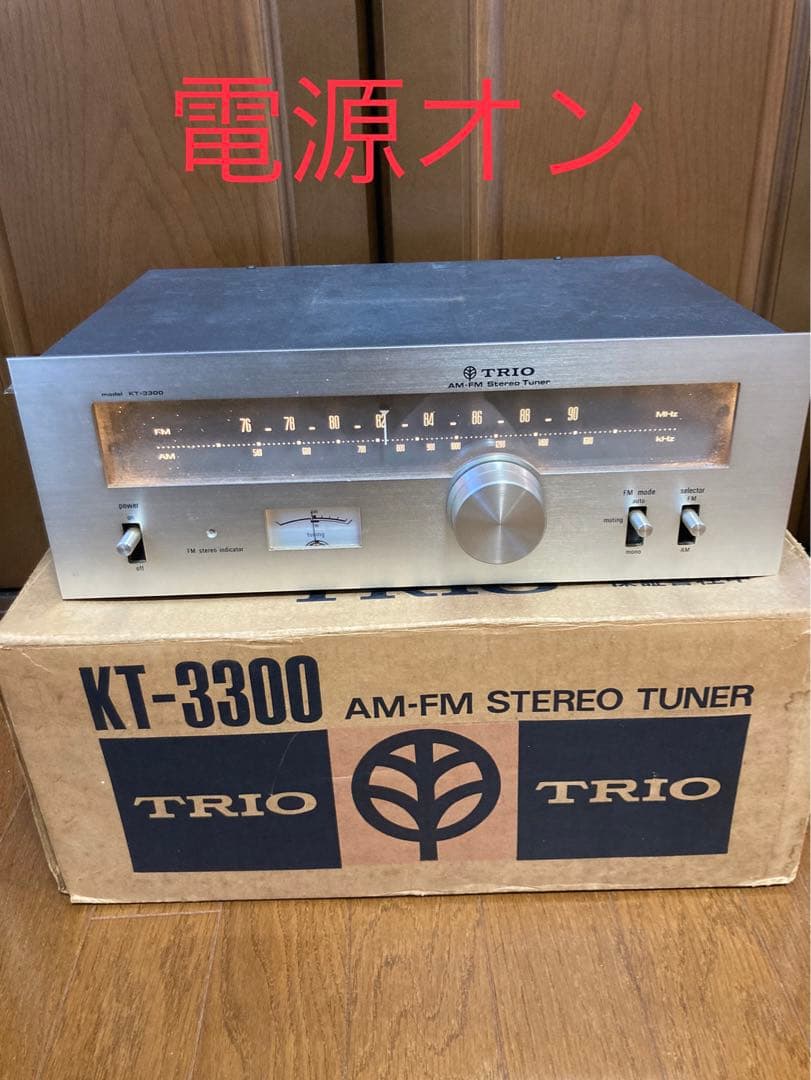 電源オン
TRIO
AM-FM Stereo Tuner
model KT-3300
FM 76 78 80 82 84 86 88 90 MHz
AM kHz
power
on
off
FM stereo indicator
tuning
FM mode
auto
muting
mono
selector
FM
AM
TRIO
KT-3300 AM-FM STEREO TUNER
TRIO
TRIO